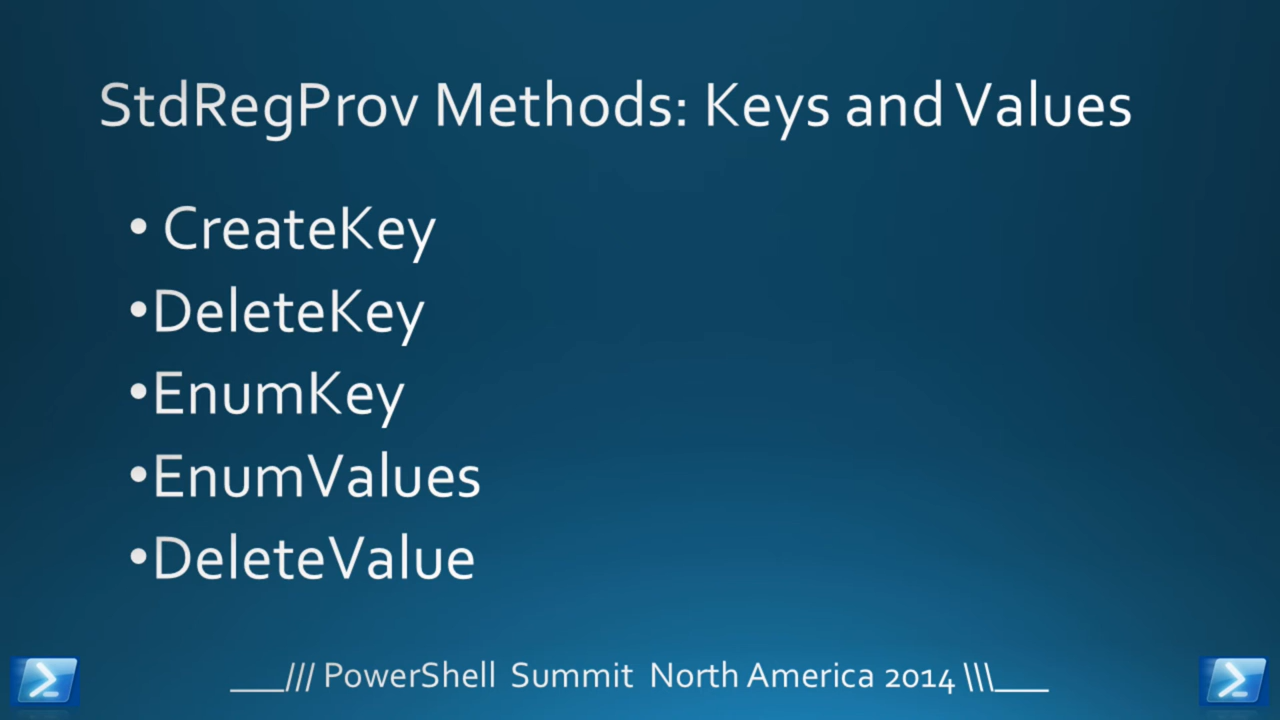 StdRegProv Methods: Keys and Values
• CreateKey
•DeleteKey
•EnumKey
•EnumValues
•DeleteValue
___/// PowerShell Summit North America 2014 \\\___